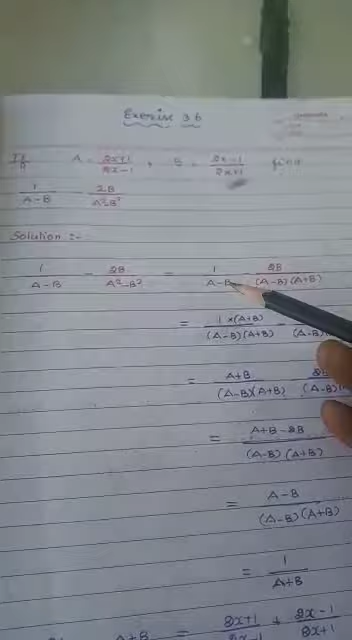 Exercise 3.6
If A = 2x+1/2x-1, B = 2x-1/2x+1 find
1/A-B - 2B/A²-B²
Solution :-
1/A-B - 2B/A²-B² = 1/A-B - 2B/(A-B)(A+B)
= 1×(A+B)/(A-B)(A+B) -
= A+B/(A-B)(A+B) - 2B
= A+B-2B/(A-B)(A+B)
= A-B/(A-B)(A+B)
= 1/A+B
A+B = 2x+1/2x-1 + 2x-1/2x+1